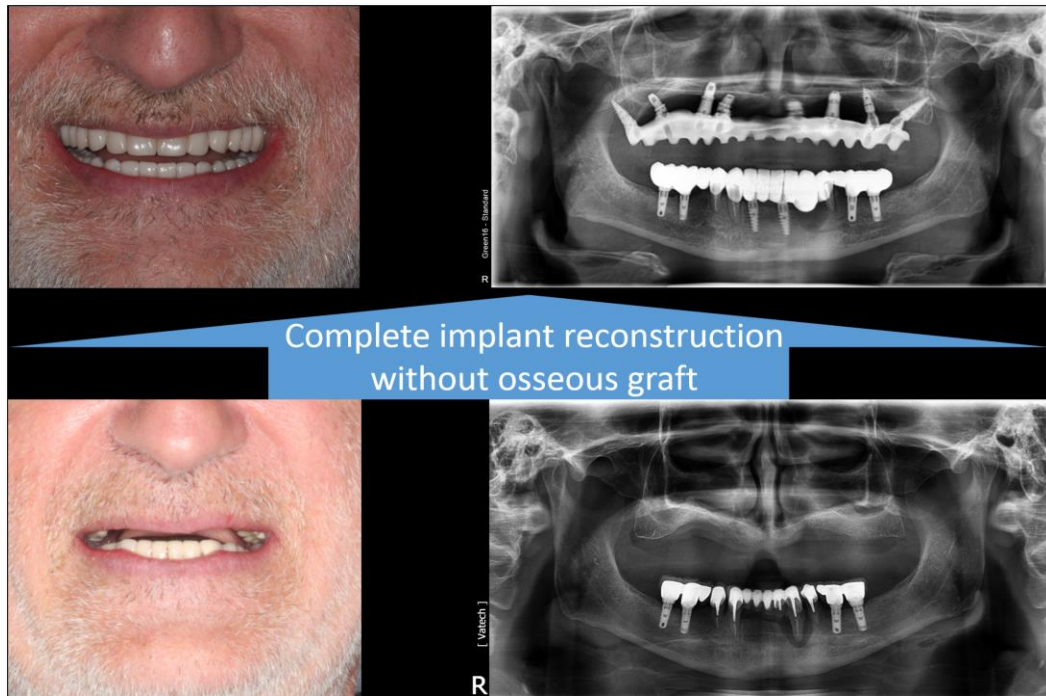 Green16 - Standard
R
Complete implant reconstruction
without osseous graft
[ Vatech ]
R